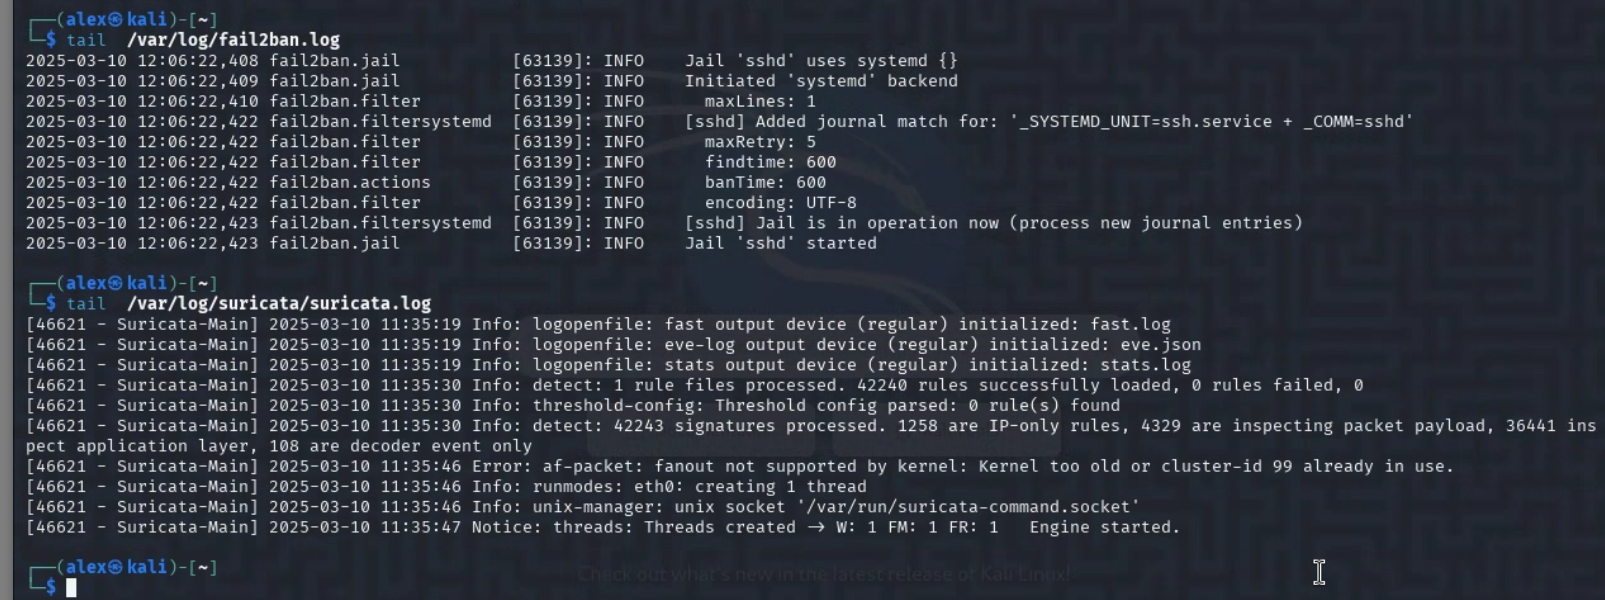 ┌──(alex㉿kali)-[~]
└─$ tail  /var/log/fail2ban.log
2025-03-10 12:06:22,408 fail2ban.jail           [63139]: INFO    Jail 'sshd' uses systemd {}
2025-03-10 12:06:22,409 fail2ban.jail           [63139]: INFO    Initiated 'systemd' backend
2025-03-10 12:06:22,410 fail2ban.filter         [63139]: INFO      maxLines: 1
2025-03-10 12:06:22,422 fail2ban.filtersystemd  [63139]: INFO    [sshd] Added journal match for: '_SYSTEMD_UNIT=ssh.service + _COMM=sshd'
2025-03-10 12:06:22,422 fail2ban.filter         [63139]: INFO      maxRetry: 5
2025-03-10 12:06:22,422 fail2ban.filter         [63139]: INFO      findtime: 600
2025-03-10 12:06:22,422 fail2ban.actions        [63139]: INFO      banTime: 600
2025-03-10 12:06:22,422 fail2ban.filter         [63139]: INFO      encoding: UTF-8
2025-03-10 12:06:22,423 fail2ban.filtersystemd  [63139]: INFO    [sshd] Jail is in operation now (process new journal entries)
2025-03-10 12:06:22,423 fail2ban.jail           [63139]: INFO    Jail 'sshd' started
┌──(alex㉿kali)-[~]
└─$ tail  /var/log/suricata/suricata.log
[46621 - Suricata-Main] 2025-03-10 11:35:19 Info: logopenfile: fast output device (regular) initialized: fast.log
[46621 - Suricata-Main] 2025-03-10 11:35:19 Info: logopenfile: eve-log output device (regular) initialized: eve.json
[46621 - Suricata-Main] 2025-03-10 11:35:19 Info: logopenfile: stats output device (regular) initialized: stats.log
[46621 - Suricata-Main] 2025-03-10 11:35:30 Info: detect: 1 rule files processed. 42240 rules successfully loaded, 0 rules failed, 0
[46621 - Suricata-Main] 2025-03-10 11:35:30 Info: threshold-config: Threshold config parsed: 0 rule(s) found
[46621 - Suricata-Main] 2025-03-10 11:35:30 Info: detect: 42243 signatures processed. 1258 are IP-only rules, 4329 are inspecting packet payload, 36441 ins
pect application layer, 108 are decoder event only
[46621 - Suricata-Main] 2025-03-10 11:35:46 Error: af-packet: fanout not supported by kernel: Kernel too old or cluster-id 99 already in use.
[46621 - Suricata-Main] 2025-03-10 11:35:46 Info: runmodes: eth0: creating 1 thread
[46621 - Suricata-Main] 2025-03-10 11:35:46 Info: unix-manager: unix socket '/var/run/suricata-command.socket'
[46621 - Suricata-Main] 2025-03-10 11:35:47 Notice: threads: Threads created → W: 1 FM: 1 FR: 1   Engine started.
┌──(alex㉿kali)-[~]
└─$
Check out what's new in the latest release of Kali Linux!